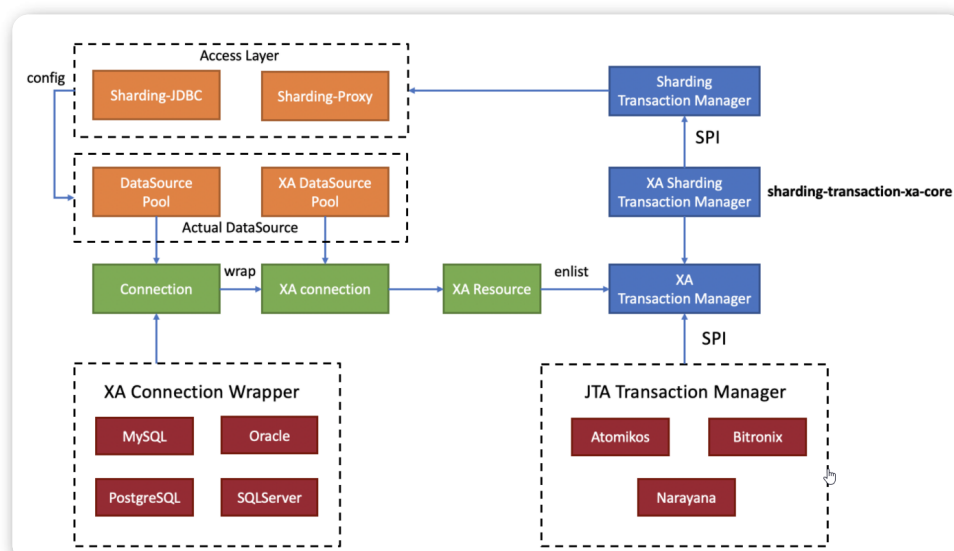 Access Layer
config
Sharding-JDBC
Sharding-Proxy
Sharding
Transaction Manager
SPI
DataSource
Pool
XA DataSource
Pool
Actual DataSource
XA Sharding
Transaction Manager
sharding-transaction-xa-core
Connection
wrap
XA connection
XA Resource
enlist
XA
Transaction Manager
SPI
XA Connection Wrapper
MySQL
Oracle
PostgreSQL
SQLServer
JTA Transaction Manager
Atomikos
Bitronix
Narayana